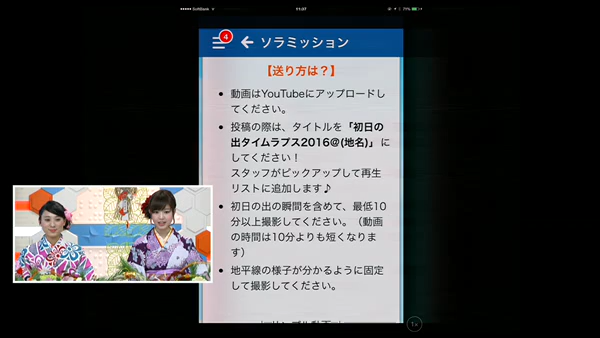 SoftBank
11:37
71%
4
ソラミッション
【送り方は？】
• 動画はYouTubeにアップロードし
てください。
• 投稿の際は、タイトルを「初日の
出タイムラプス2016@(地名)」に
してください！
スタッフがピックアップして再生
リストに追加します♪
• 初日の出の瞬間を含めて、最低10
分以上撮影してください。（動画
の時間は10分よりも短くなりま
す）
• 地平線の様子が分かるように固定
して撮影してください。